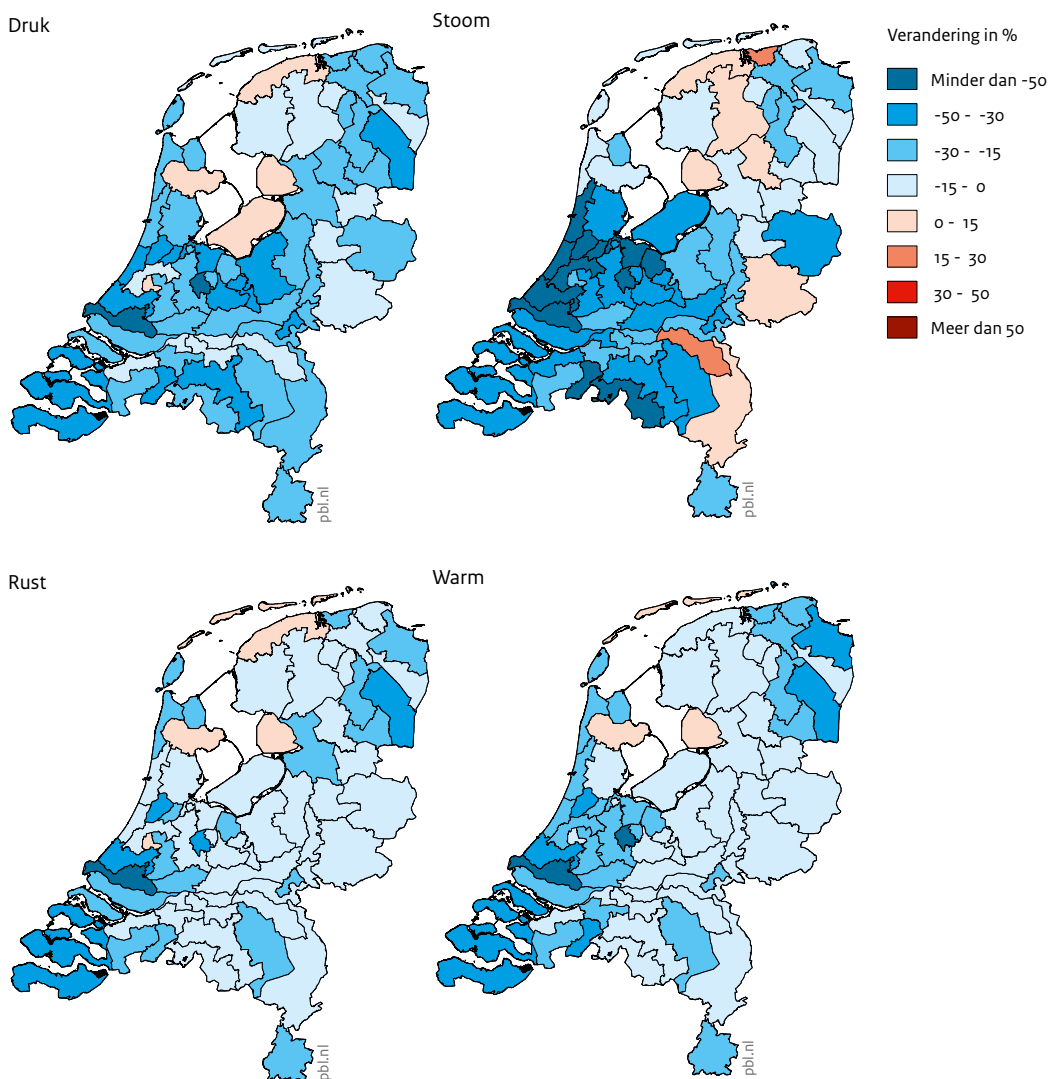 Druk
Stoom
Verandering in %
Minder dan -50
-50 - -30
-30 - -15
-15 - 0
0 - 15
15 - 30
30 - 50
Meer dan 50
pbl.nl
pbl.nl
Rust
Warm
pbl.nl
pbl.nl